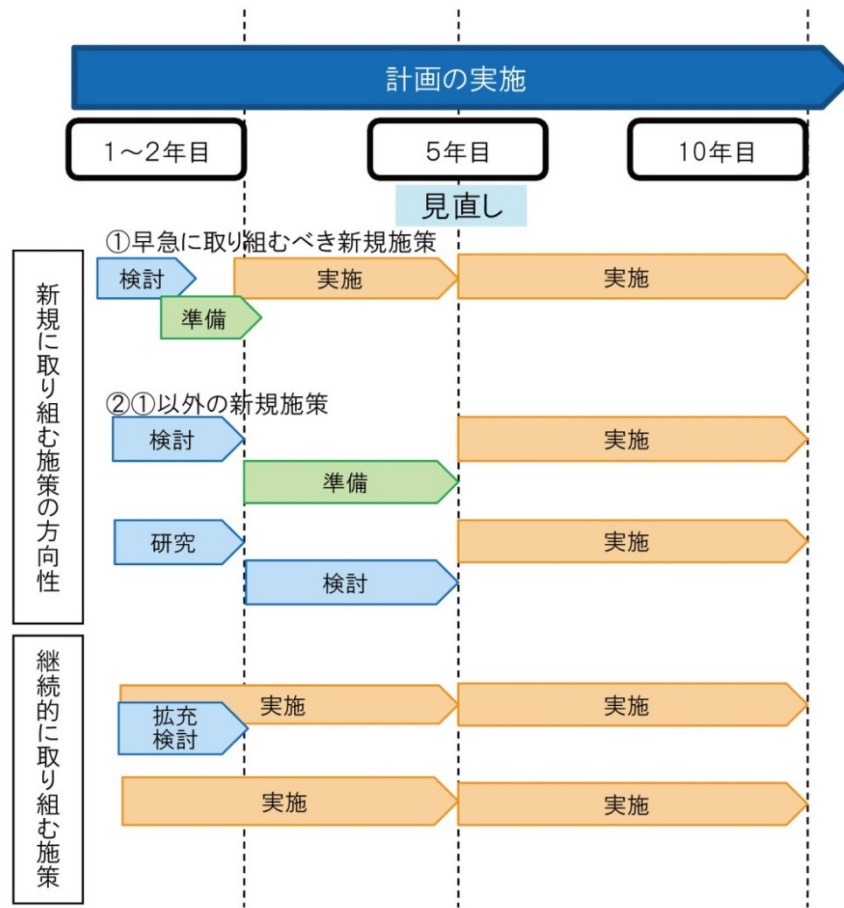 計画の実施
1～2年目
5年目
10年目
見直し
新規に取り組む施策の方向性
①早急に取り組むべき新規施策
検討
実施
実施
準備
②①以外の新規施策
検討
実施
準備
研究
実施
検討
継続的に取り組む施策
実施
実施
拡充
検討
実施
実施